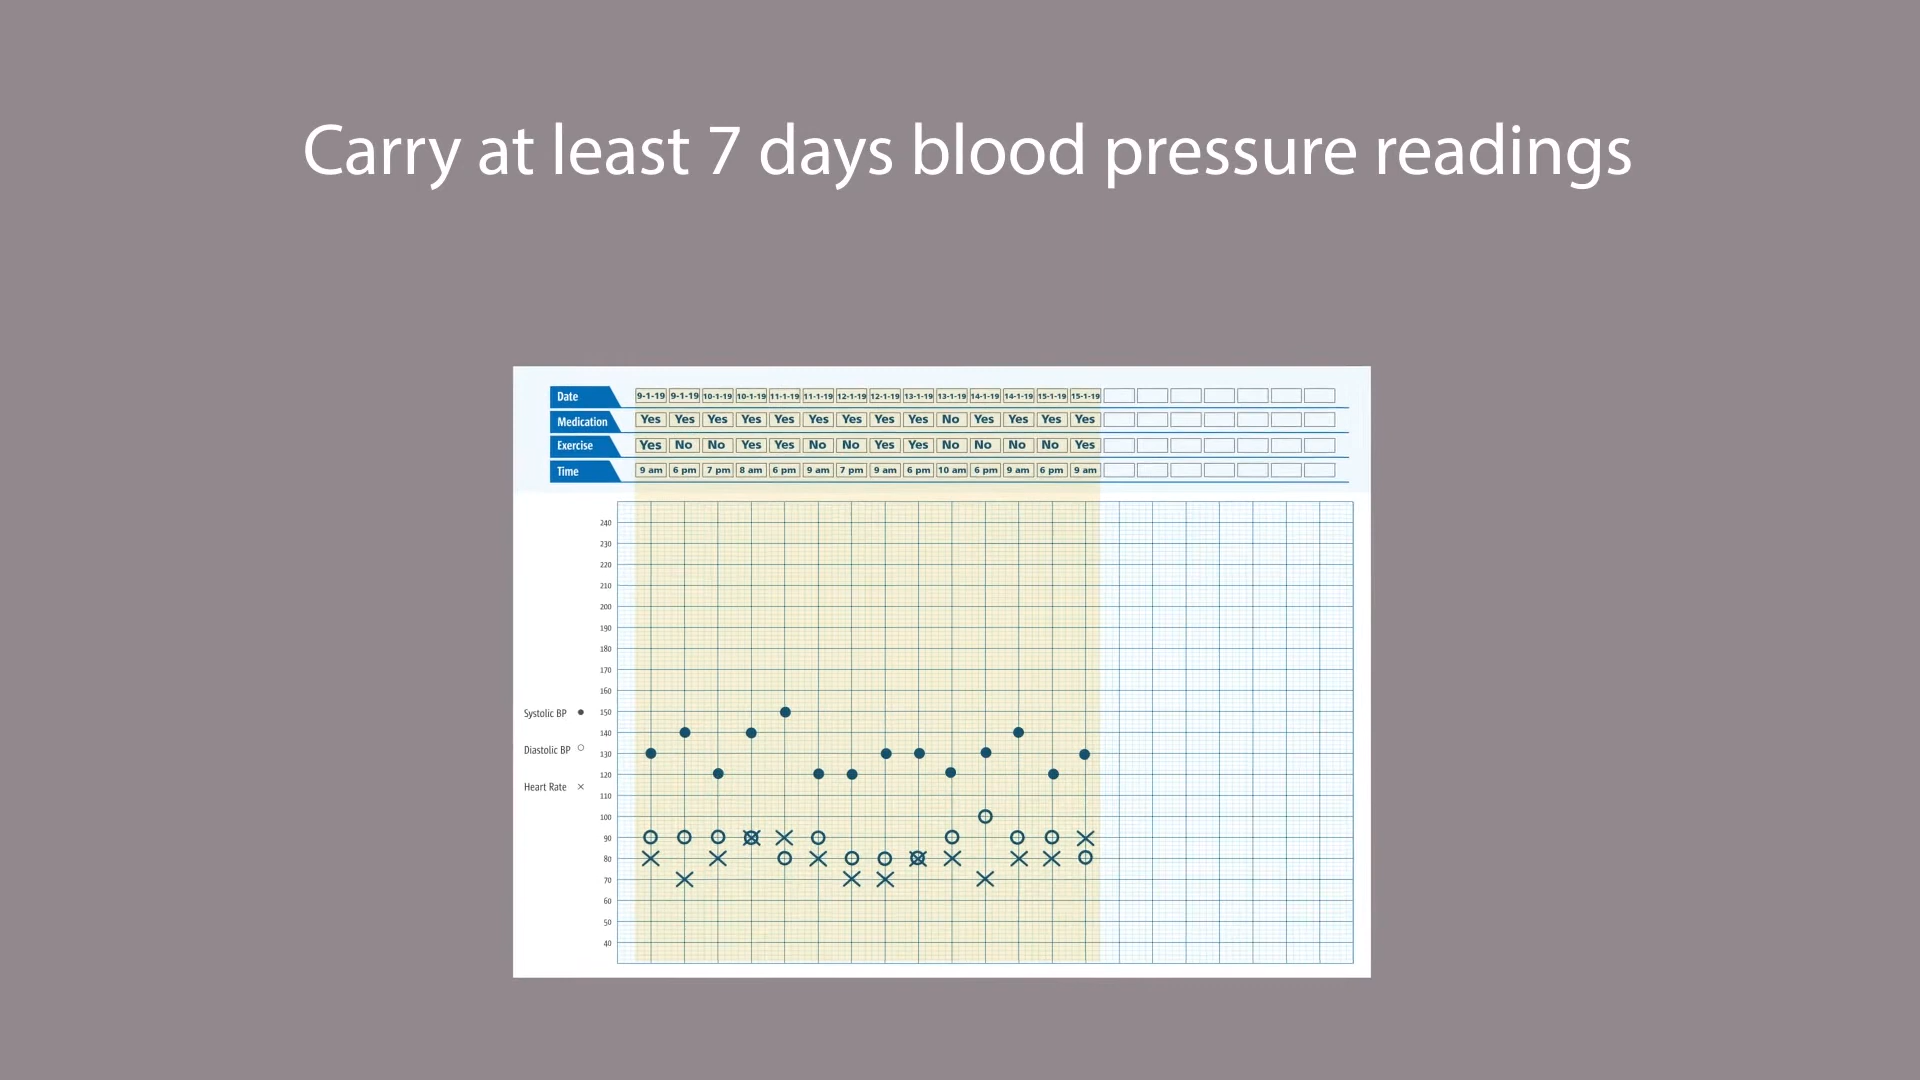 Carry at least 7 days blood pressure readings
Date 9-1-19 9-1-19 10-1-19 10-1-19 11-1-19 11-1-19 12-1-19 12-1-19 13-1-19 13-1-19 14-1-19 14-1-19 15-1-19 15-1-19
Medication Yes Yes Yes Yes Yes Yes Yes Yes Yes No Yes Yes Yes Yes
Exercise Yes No No Yes Yes No No Yes Yes No No No No Yes
Time 9 am 6 pm 7 pm 8 am 6 pm 9 am 7 pm 9 am 6 pm 10 am 6 pm 9 am 6 pm 9 am
240
230
220
210
200
190
180
170
160
Systolic BP 150
140
130
Diastolic BP
120
Heart Rate
110
100
90
80
70
60
50
40